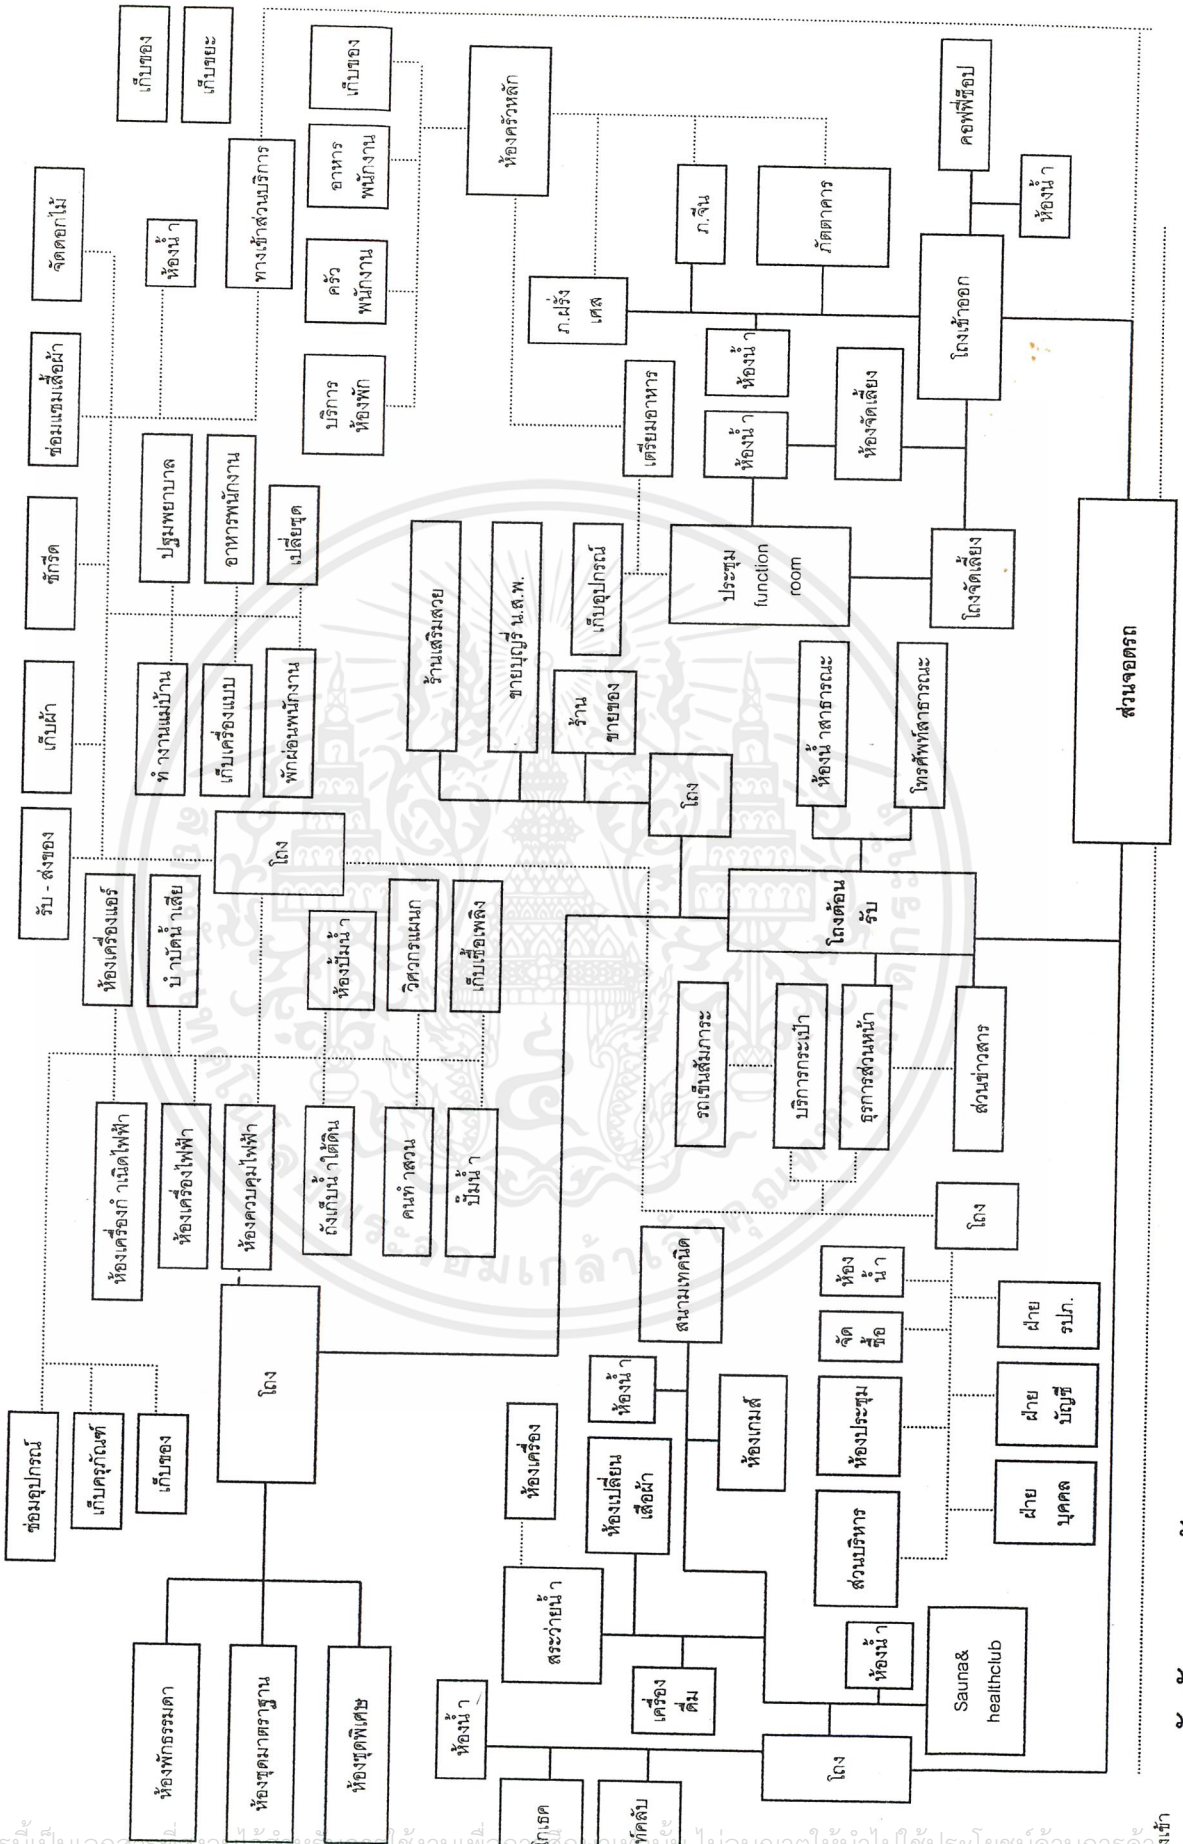 เก็บของ
เก็บขยะ
จัดดอกไม้
ห้องน้ำ
ทางเข้าส่วนบริการ
เก็บของ
อาหาร
พนักงาน
ครัว
พนักงาน
บริการ
ห้องพัก
ห้องครัวหลัก
ซ่อมแซมเสื้อผ้า
ซักรีด
เก็บผ้า
รับ - ส่งของ
ปฐมพยาบาล
อาหารพนักงาน
เปลี่ยชุด
ทำงานแม่บ้าน
เก็บเครื่องแบบ
พักผ่อนพนักงาน
โถง
ภ.ฝรั่ง
เศส
ภ.จีน
ภัตตาคาร
คอฟฟี่ช็อป
ห้องน้ำ
โถงเข้าออก
ห้องน้ำ
เตรียมอาหาร
ห้องน้ำ
ห้องจัดเลี้ยง
เก็บอุปกรณ์
ประชุม
function
room
โถงจัดเลี้ยง
ส่วนจอดรถ
ร้านเสริมสวย
ขายบุญรี่ น.ส.พ.
ร้าน
ขายของ
โถง
ห้องน้ำสาธารณะ
โทรศัพท์สาธารณะ
โถงต้อน
รับ
ห้องเครื่องแอร์
บำบัดน้ำเสีย
ห้องปั๊มน้ำ
วิศวกรแผนก
เก็บเชื้อเพลิง
ห้องเครื่องกำเนิดไฟฟ้า
ห้องเครื่องไฟฟ้า
ห้องควบคุมไฟฟ้า
ถังเก็บน้ำใต้ดิน
คนทำสวน
ปั๊มน้ำ
รถเข็นสัมภาระ
บริการกระเป๋า
ธุรการส่วนหน้า
ส่วนข่าวสาร
ซ่อมอุปกรณ์
เก็บครุภัณฑ์
เก็บของ
โถง
ห้องพักธรรมดา
ห้องชุดมาตราฐาน
ห้องชุดพิเศษ
สนามเทคนิด
ห้องน้ำ
ห้องเกมส์
ห้องเครื่อง
ห้องเปลี่ยน
เสื้อผ้า
สระว่ายน้ำ
เครื่อง
ดื่ม
ห้องน้ำ
โถง
ห้องน้ำ
จัด
ซื้อ
ห้องประชุม
ส่วนบริหาร
ฝ่าย
รปภ.
ฝ่าย
บัญชี
ฝ่าย
บุคคล
ห้องน้ำ
Sauna&
healthclub
โถง
กเธค
ท์คลับ
งเข้า